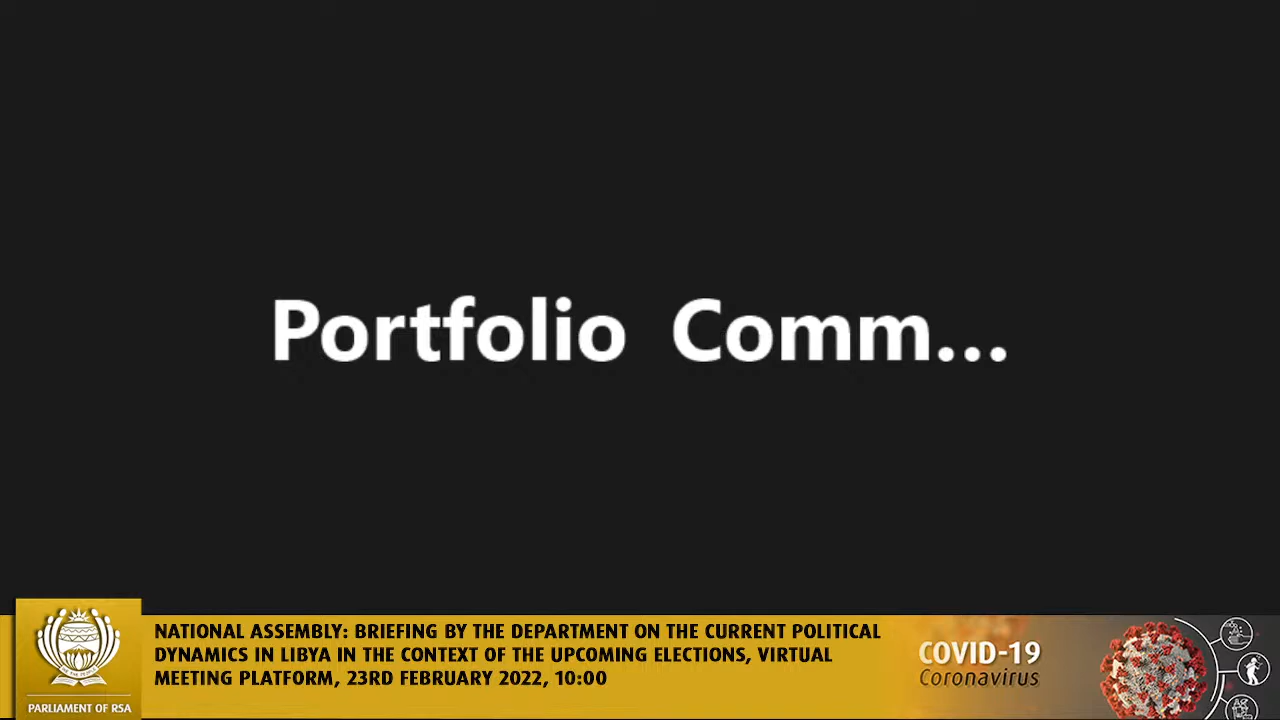 Portfolio Comm...
NATIONAL ASSEMBLY: BRIEFING BY THE DEPARTMENT ON THE CURRENT POLITICAL
DYNAMICS IN LIBYA IN THE CONTEXT OF THE UPCOMING ELECTIONS, VIRTUAL
MEETING PLATFORM, 23RD FEBRUARY 2022, 10:00
PARLIAMENT OF RSA
COVID-19
Coronavirus